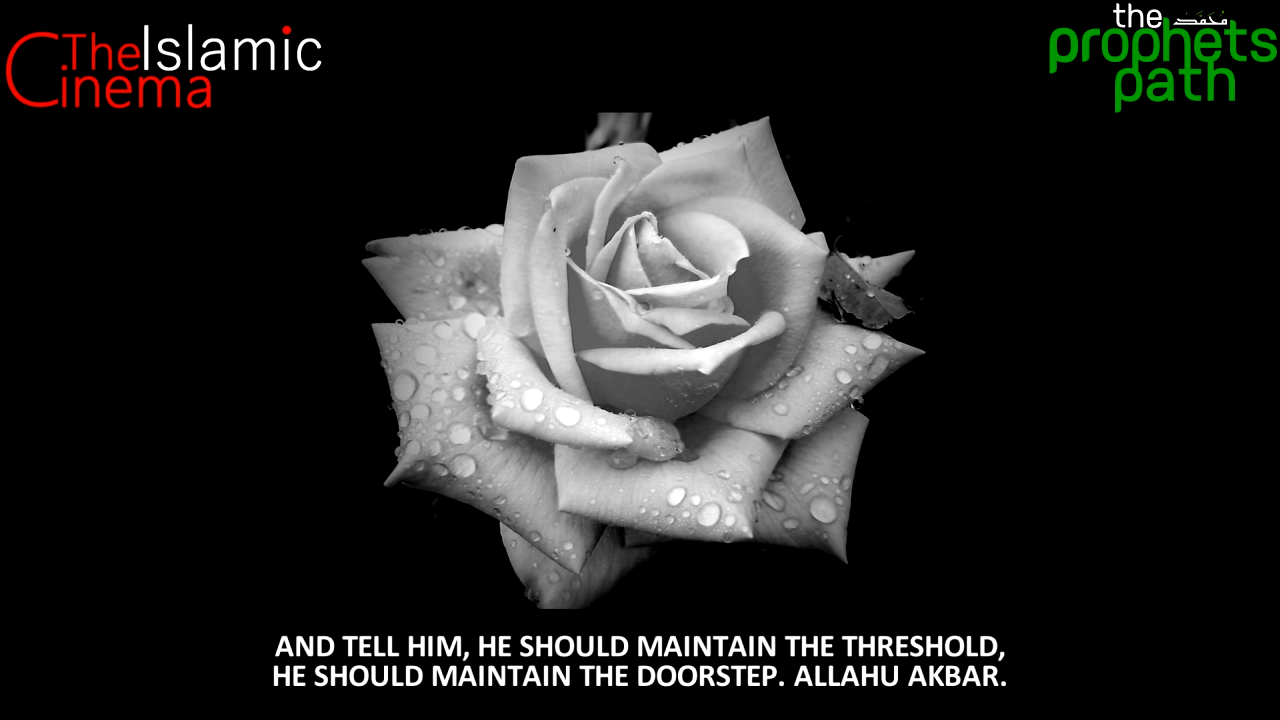 TheIslamic
Cinema
the مُحَمَّد
prophets
path
AND TELL HIM, HE SHOULD MAINTAIN THE THRESHOLD,
HE SHOULD MAINTAIN THE DOORSTEP. ALLAHU AKBAR.